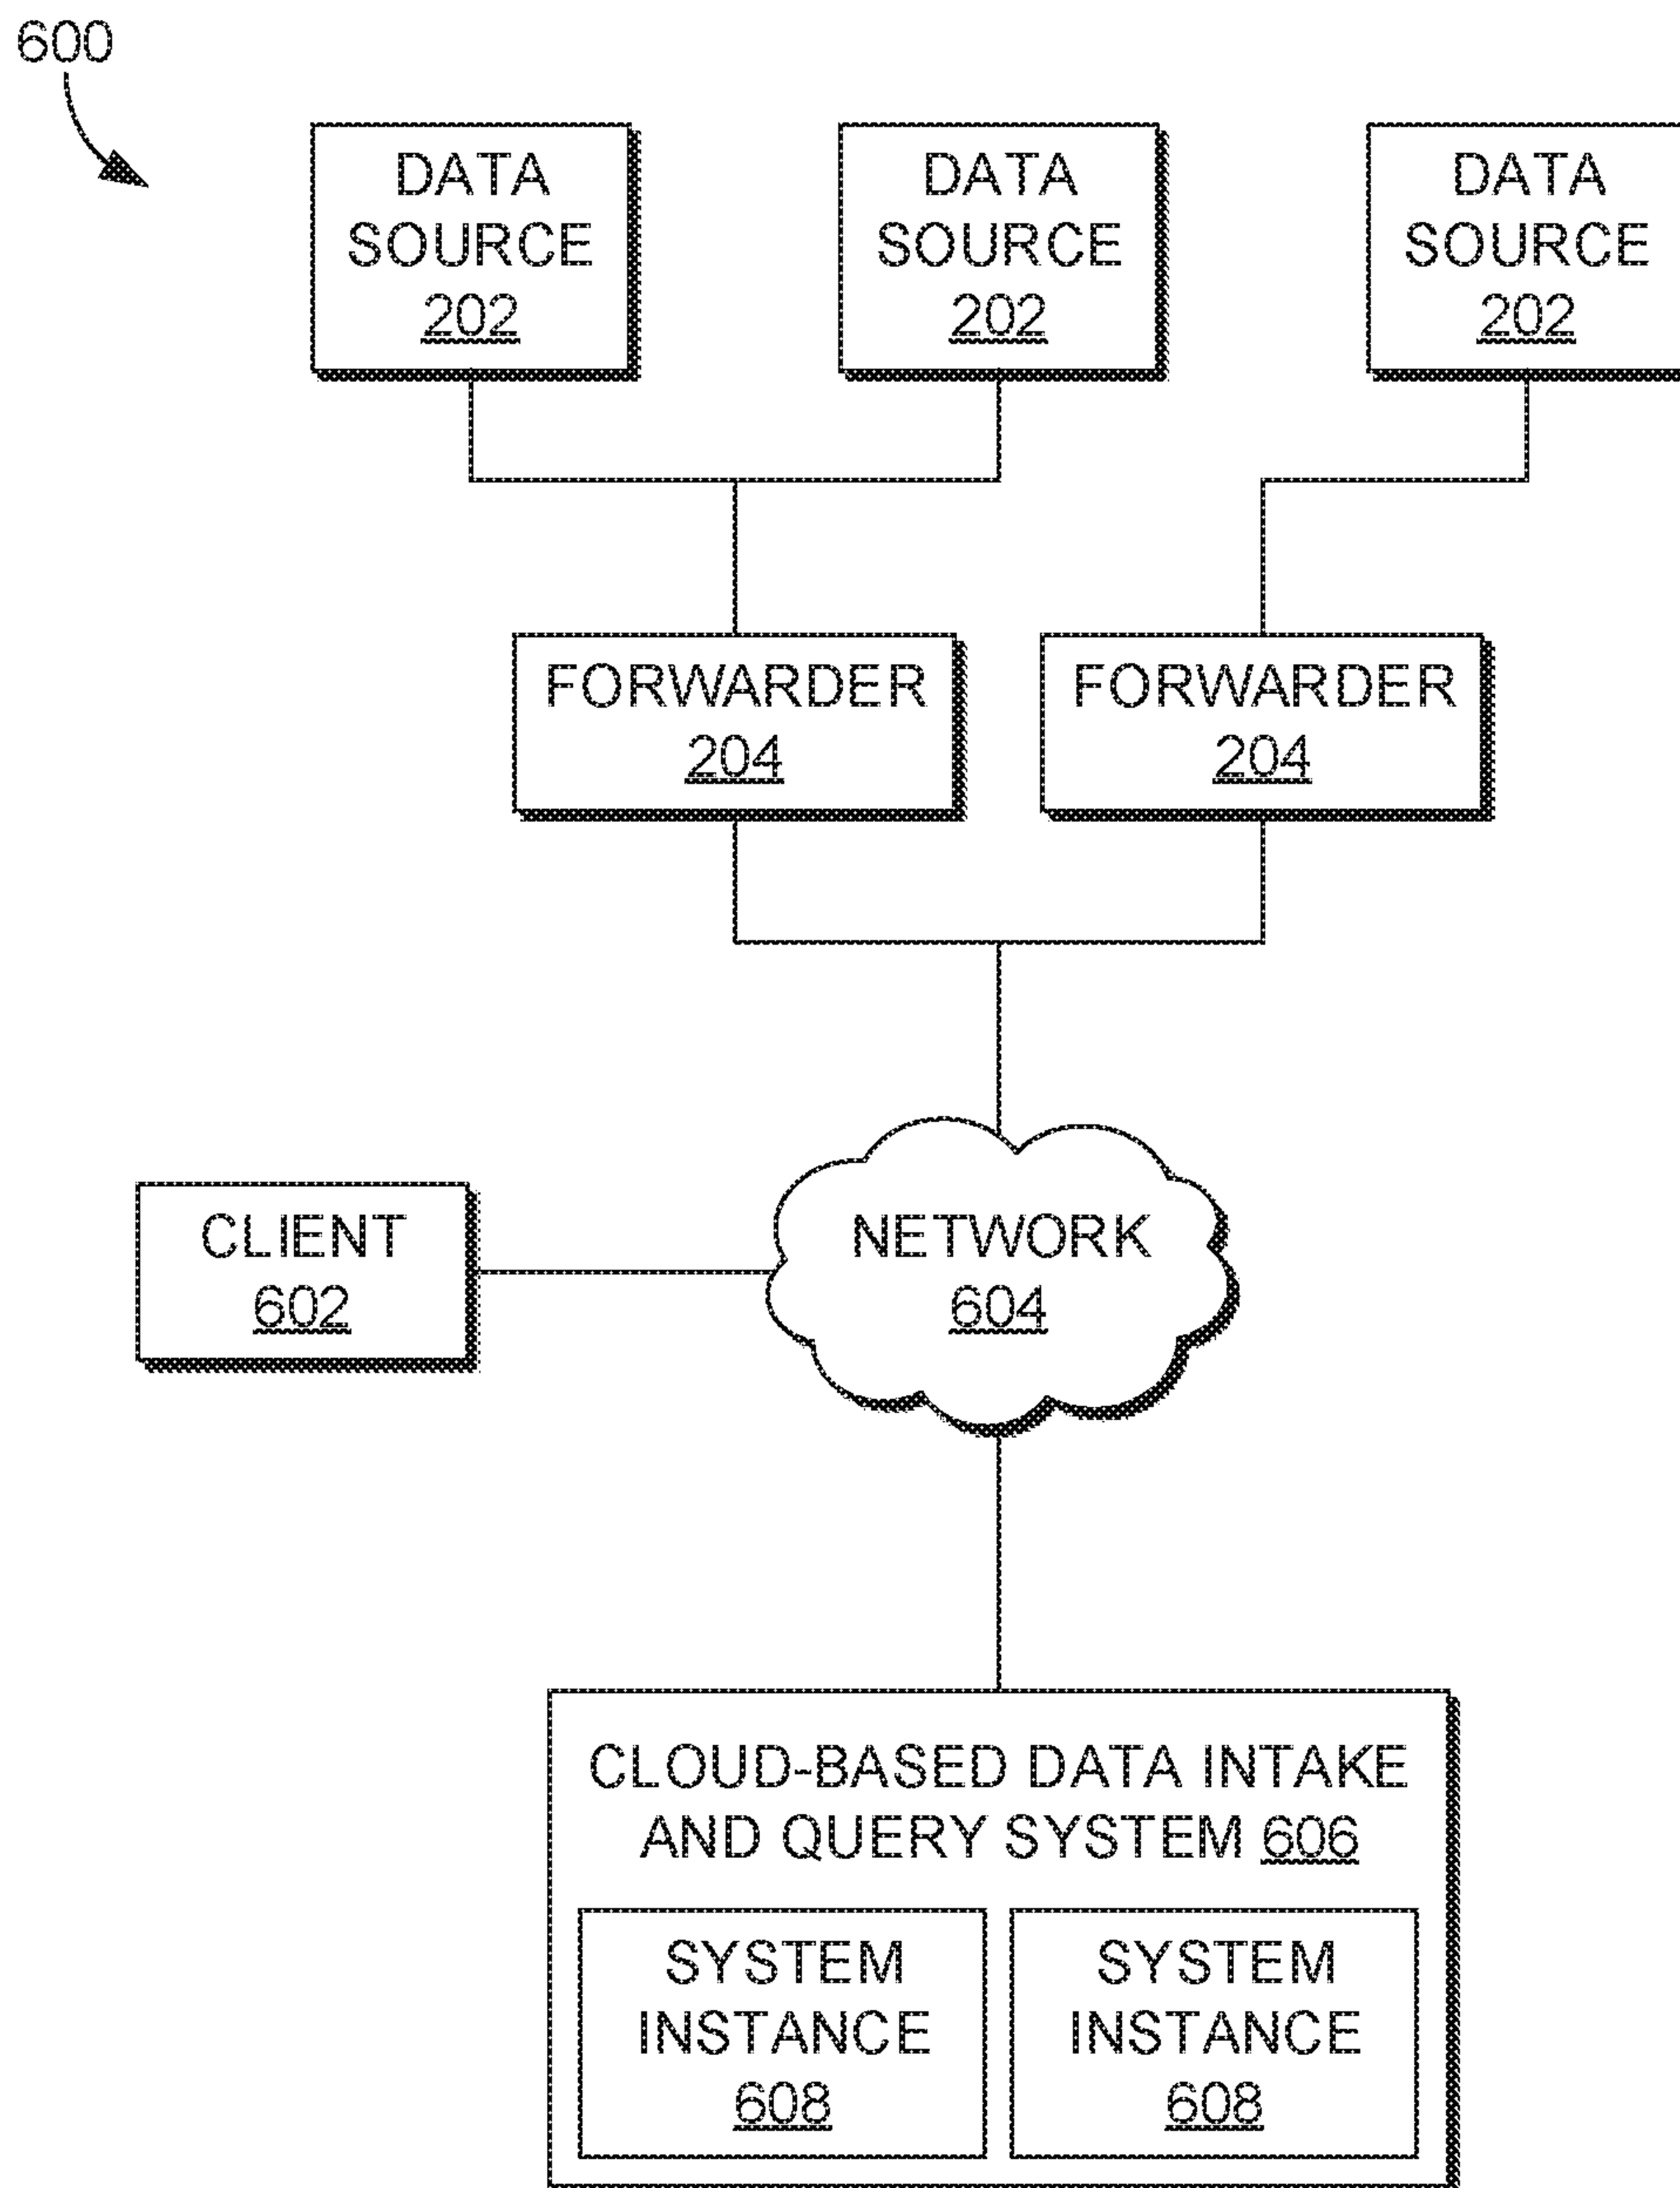 600
DATA
SOURCE
202
DATA
SOURCE
202
DATA
SOURCE
202
FORWARDER
204
FORWARDER
204
CLIENT
602
NETWORK
604
CLOUD-BASED DATA INTAKE
AND QUERY SYSTEM 606
SYSTEM
INSTANCE
608
SYSTEM
INSTANCE
608